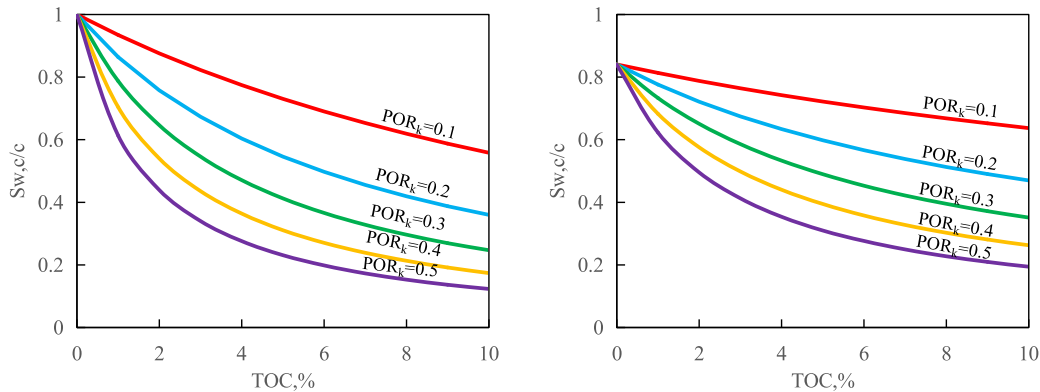 1
0.8
0.6
0.4
0.2
0
Sw,c/c
PORk=0.1
PORk=0.2
PORk=0.3
PORk=0.4
PORk=0.5
0 2 4 6 8 10
TOC,%
1
0.8
0.6
0.4
0.2
0
Sw,c/c
PORk=0.1
PORk=0.2
PORk=0.3
PORk=0.4
PORk=0.5
0 2 4 6 8 10
TOC,%